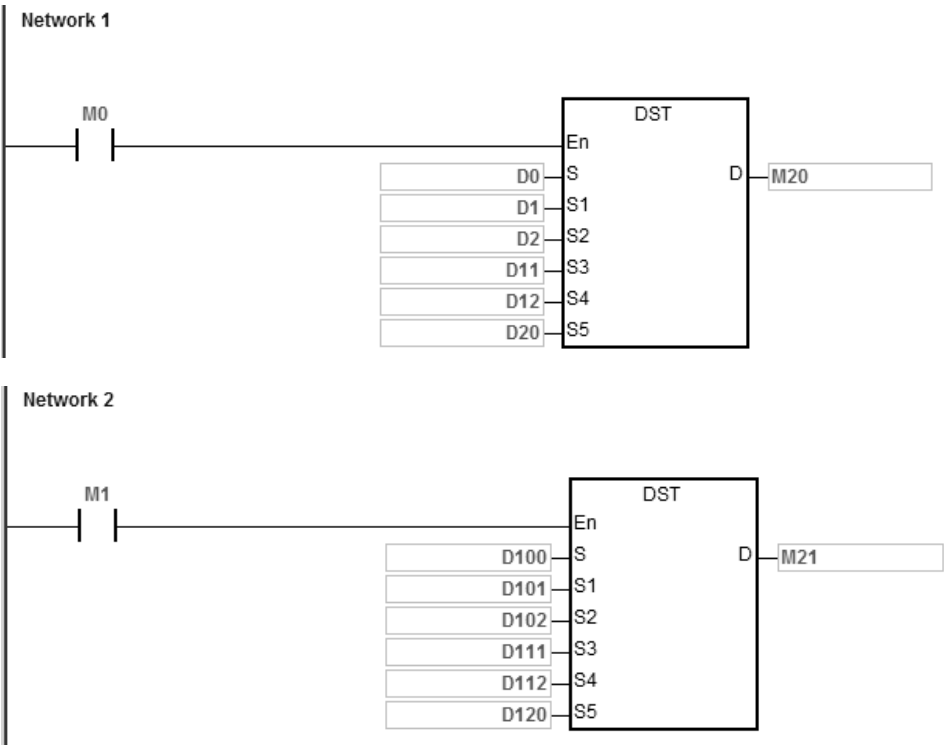 Network 1
M0
DST
En
D0 S D M20
D1 S1
D2 S2
D11 S3
D12 S4
D20 S5
Network 2
M1
DST
En
D100 S D M21
D101 S1
D102 S2
D111 S3
D112 S4
D120 S5